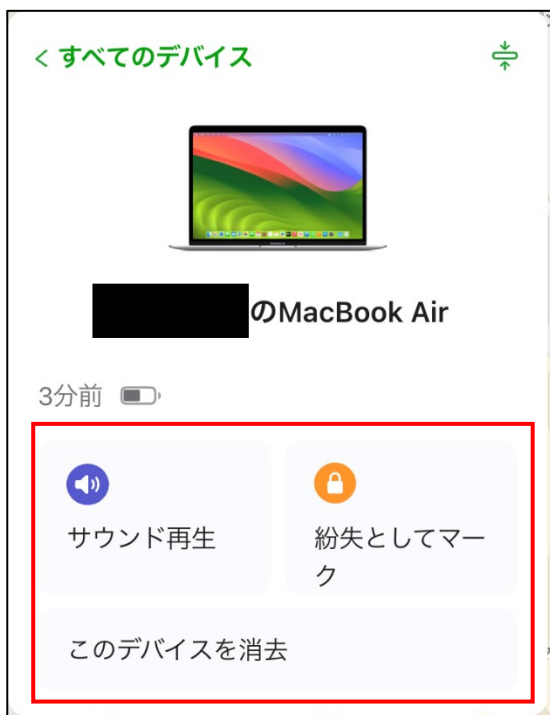 < すべてのデバイス
のMacBook Air
3分前
サウンド再生
紛失としてマー
ク
このデバイスを消去